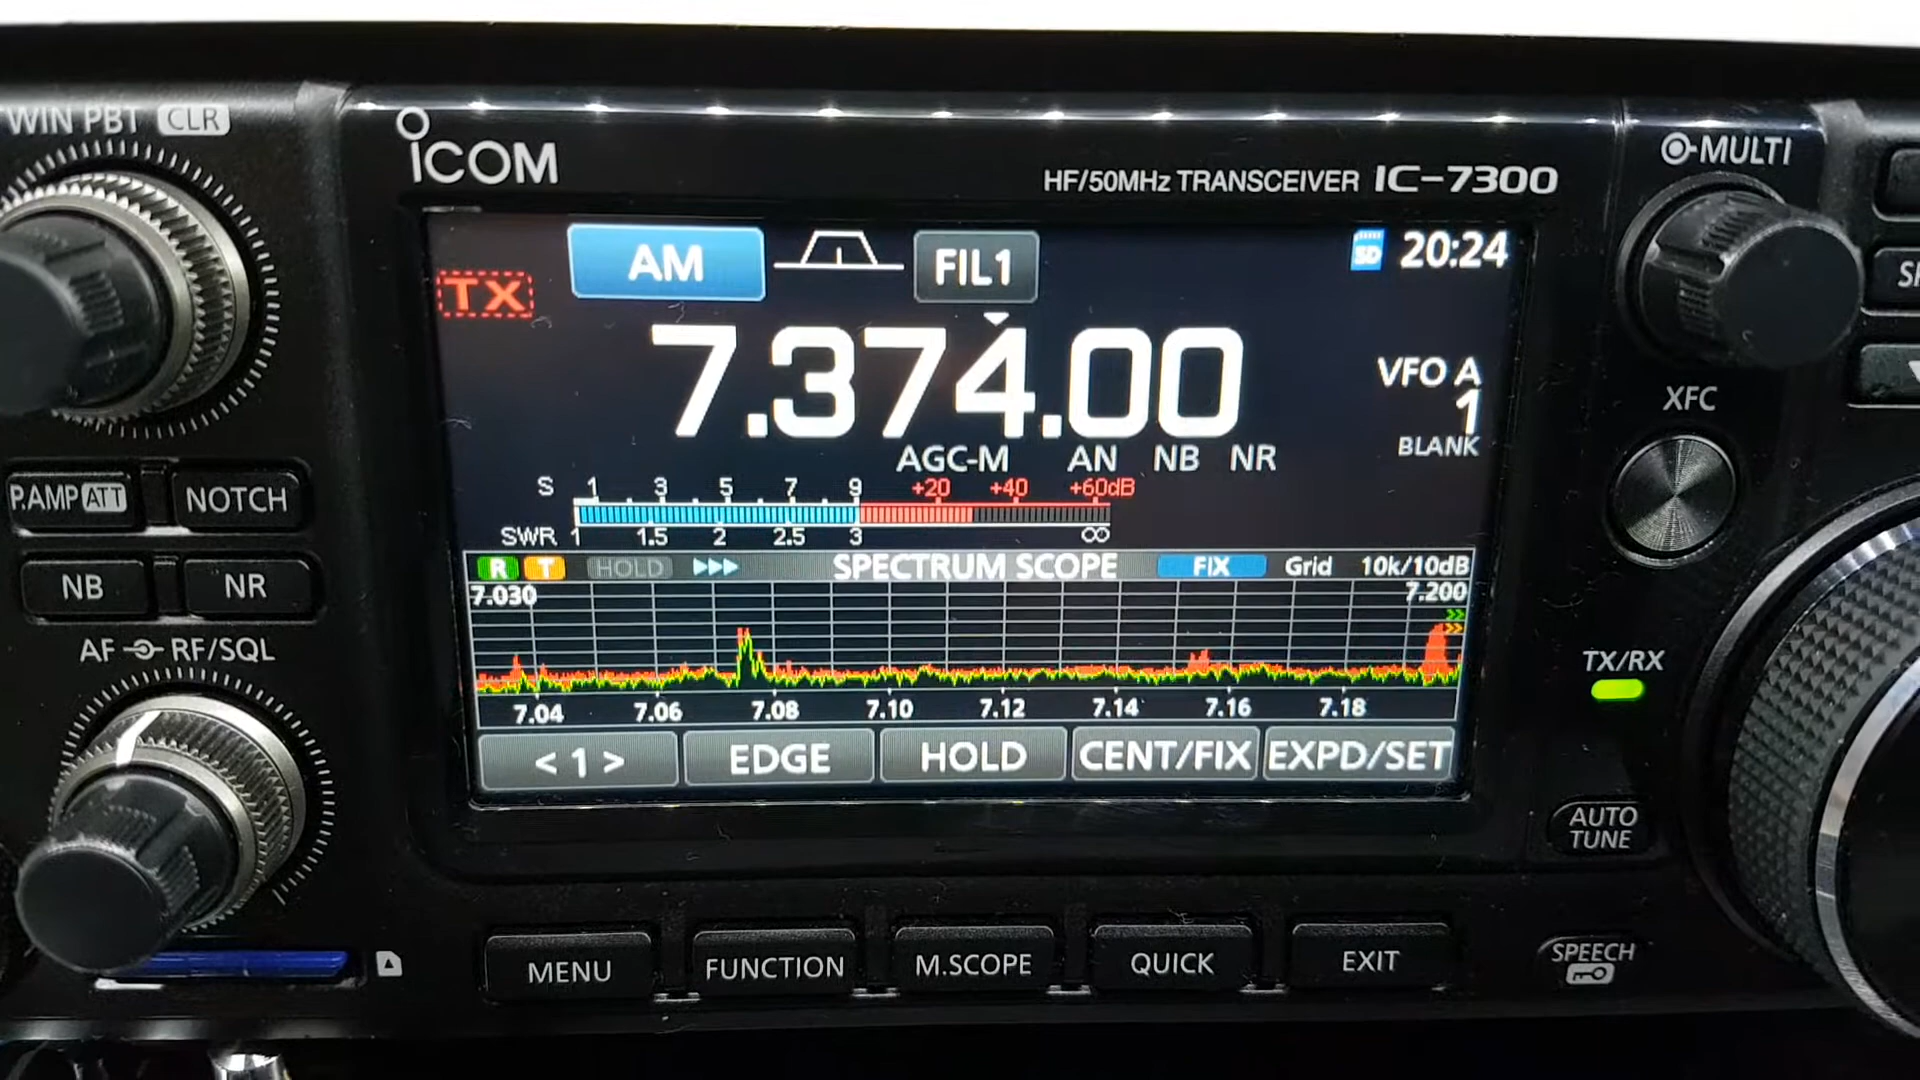 WIN PBT CLR
ICOM
HF/50MHz TRANSCEIVER IC-7300
MULTI
AM
FIL1
SD 20:24
TX
7.374.00
VFO A
1
BLANK
AGC-M AN NB NR
S 1 3 5 7 9 +20 +40 +60dB
SWR 1 1.5 2 2.5 3 ∞
R T HOLD SPECTRUM SCOPE FIX Grid 10k/10dB
7.030 7.200
7.04 7.06 7.08 7.10 7.12 7.14 7.16 7.18
< 1 > EDGE HOLD CENT/FIX EXPD/SET
P.AMP ATT
NOTCH
NB
NR
AF RF/SQL
XFC
TX/RX
AUTO
TUNE
SPEECH
MENU FUNCTION M.SCOPE QUICK EXIT